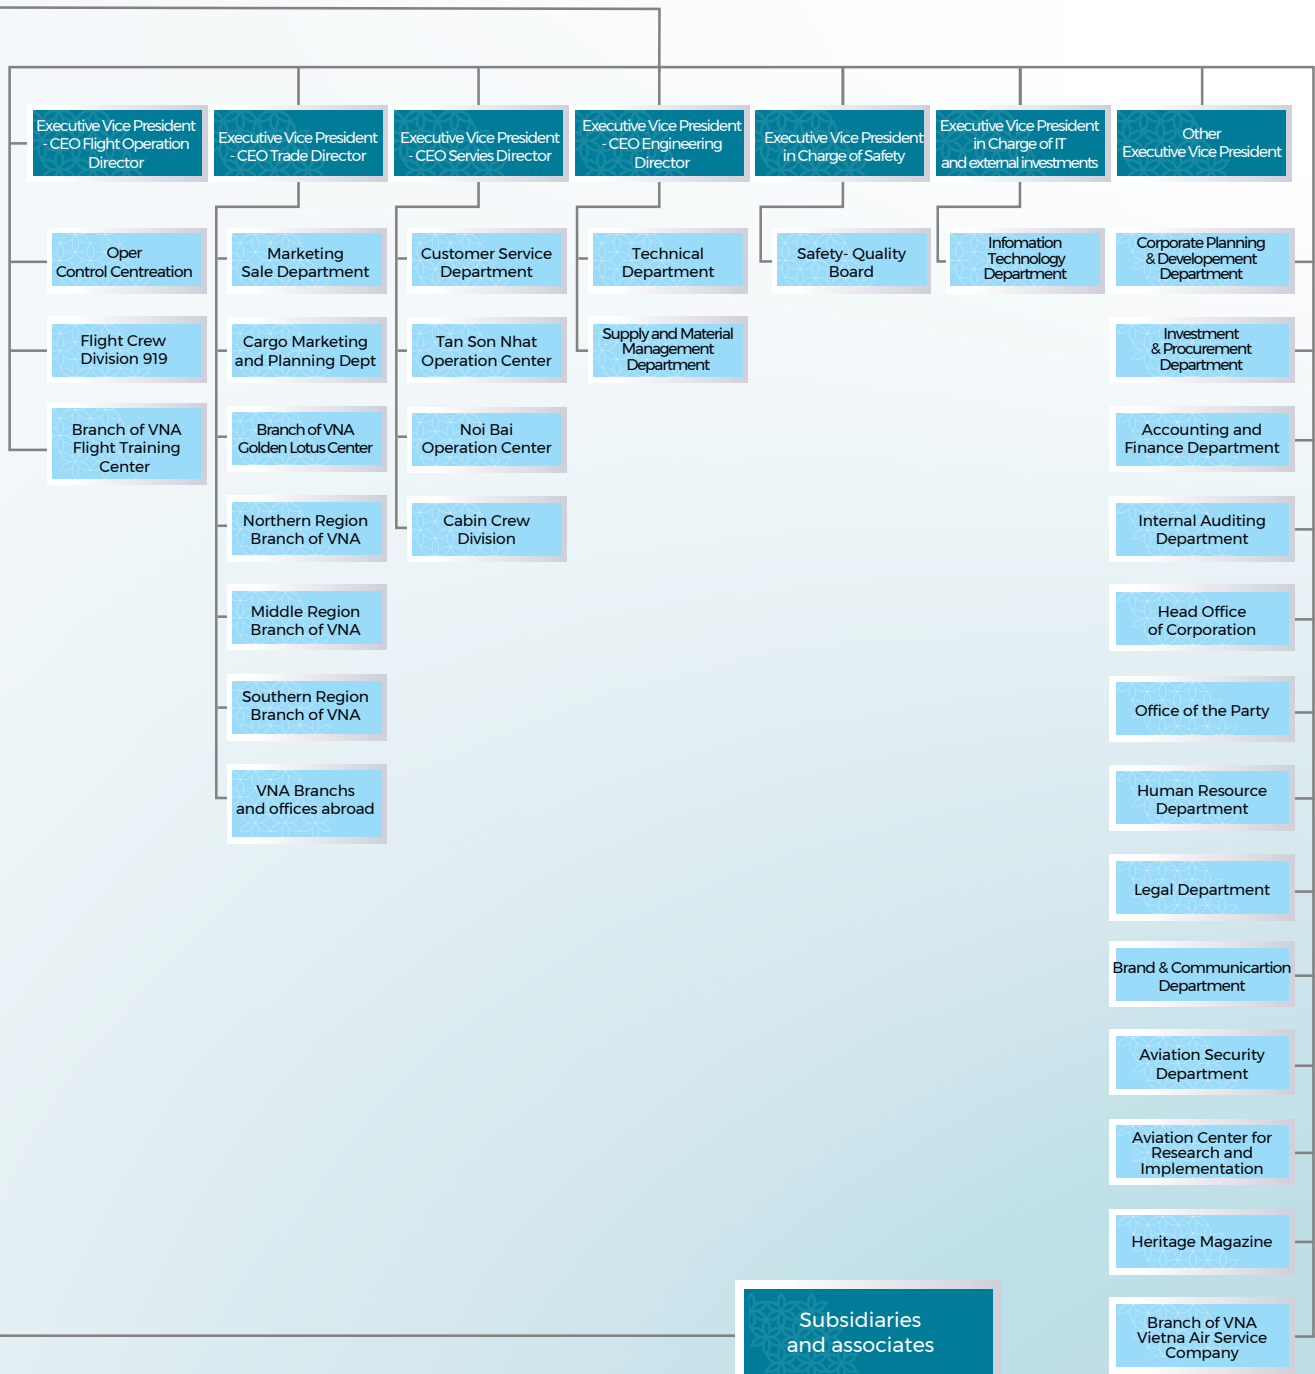 Executive Vice President
- CEO Flight Operation
Director
Executive Vice President
- CEO Trade Director
Executive Vice President
- CEO Servies Director
Executive Vice President
- CEO Engineering
Director
Executive Vice President
in Charge of Safety
Executive Vice President
in Charge of IT
and external investments
Other
Executive Vice President
Oper
Control Centreation
Flight Crew
Division 919
Branch of VNA
Flight Training
Center
Marketing
Sale Department
Cargo Marketing
and Planning Dept
Branch of VNA
Golden Lotus Center
Northern Region
Branch of VNA
Middle Region
Branch of VNA
Southern Region
Branch of VNA
VNA Branchs
and offices abroad
Customer Service
Department
Tan Son Nhat
Operation Center
Noi Bai
Operation Center
Cabin Crew
Division
Technical
Department
Supply and Material
Management
Department
Safety- Quality
Board
Infomation
Technology
Department
Corporate Planning
& Developement
Department
Investment
& Procurement
Department
Accounting and
Finance Department
Internal Auditing
Department
Head Office
of Corporation
Office of the Party
Human Resource
Department
Legal Department
Brand & Communicartion
Department
Aviation Security
Department
Aviation Center for
Research and
Implementation
Heritage Magazine
Branch of VNA
Vietna Air Service
Company
Subsidiaries
and associates